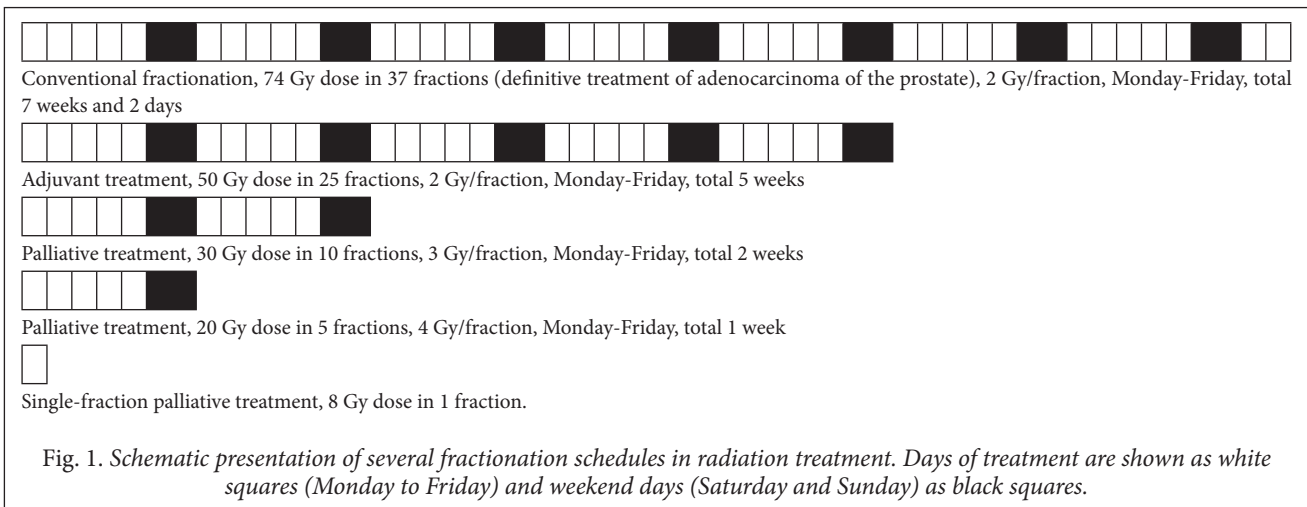 Conventional fractionation, 74 Gy dose in 37 fractions (definitive treatment of adenocarcinoma of the prostate), 2 Gy/fraction, Monday-Friday, total
7 weeks and 2 days
Adjuvant treatment, 50 Gy dose in 25 fractions, 2 Gy/fraction, Monday-Friday, total 5 weeks
Palliative treatment, 30 Gy dose in 10 fractions, 3 Gy/fraction, Monday-Friday, total 2 weeks
Palliative treatment, 20 Gy dose in 5 fractions, 4 Gy/fraction, Monday-Friday, total 1 week
Single-fraction palliative treatment, 8 Gy dose in 1 fraction.
Fig. 1. Schematic presentation of several fractionation schedules in radiation treatment. Days of treatment are shown as white
squares (Monday to Friday) and weekend days (Saturday and Sunday) as black squares.